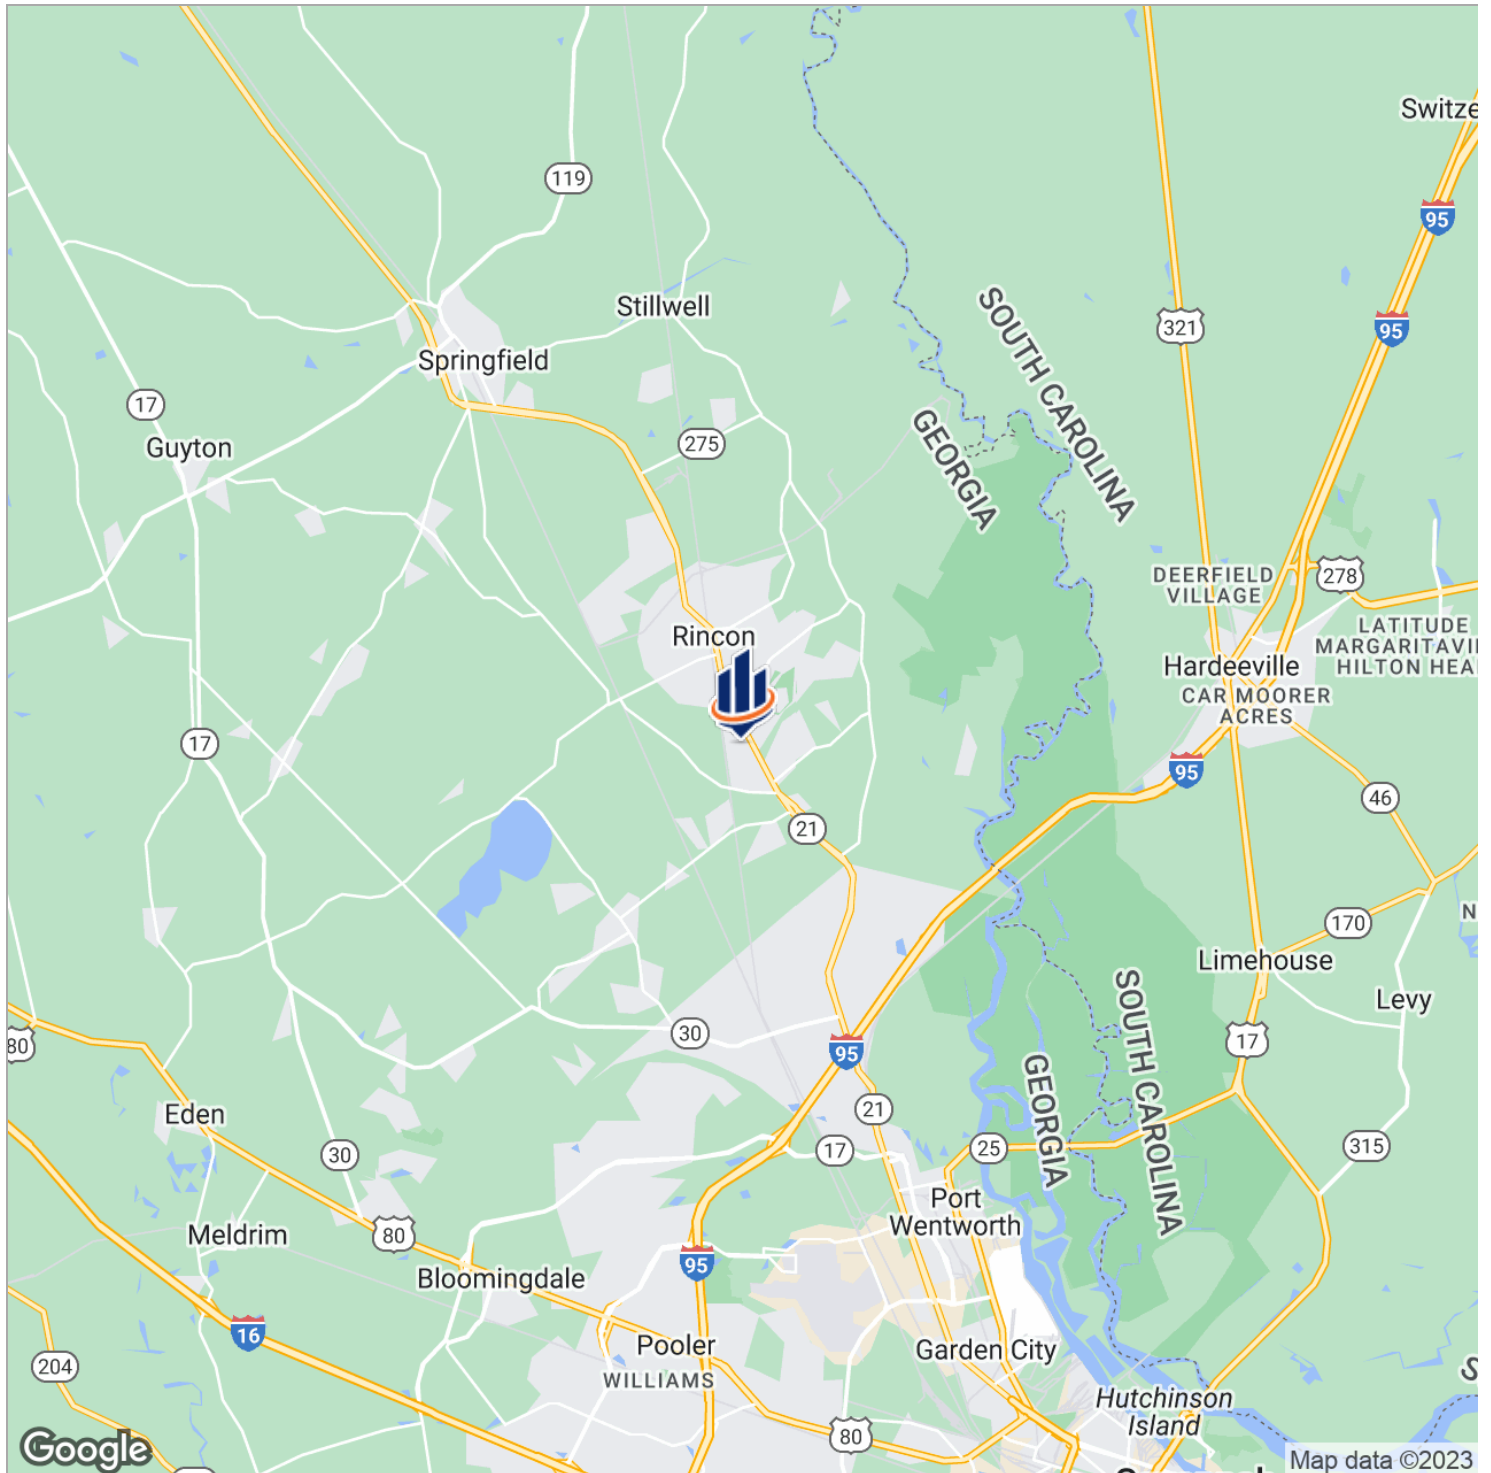 Switze
119
95
SOUTH CAROLINA
Stillwell
321
95
Springfield
17
GEORGIA
275
Guyton
DEERFIELD
VILLAGE
278
Rincon
LATITUDE
MARGARITAVI
HILTON HEA
Hardeeville
CAR MOORER
ACRES
17
95
46
21
170
N
Limehouse
SOUTH CAROLINA
Levy
30
80
17
95
GEORGIA
21
Eden
30
17
25
315
Port
Wentworth
Meldrim
80
95
Bloomingdale
16
Pooler
Garden City
204
WILLIAMS
S
Hutchinson
Island
80
Google
Map data ©2023